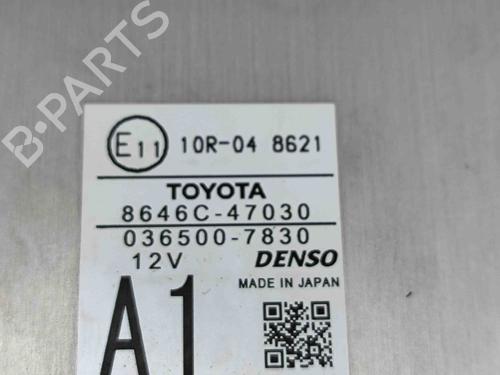 B-PARTS
E11 10R-04 8621
TOYOTA
8646C-47030
036500-7830
12V DENSO
MADE IN JAPAN
A1